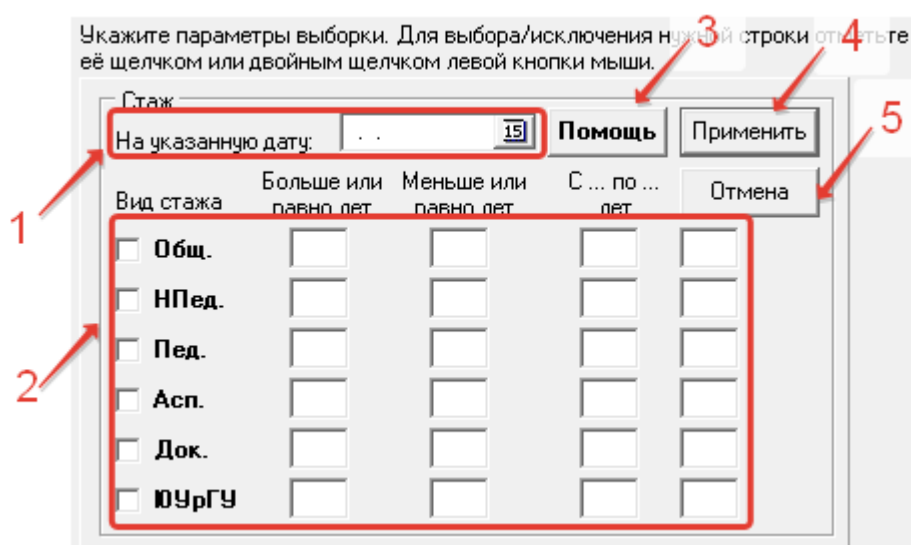 Укажите параметры выборки. Для выбора/исключения нужной строки отметьте
её щелчком или двойным щелчком левой кнопки мыши.
3
4
Стаж
На указанную дату: . . 15 Помощь Применить
5
1
Вид стажа Больше или равно лет Меньше или равно лет С ... по ... лет Отмена
Общ.
НПед.
2
Пед.
Асп.
Док.
ЮУрГУ